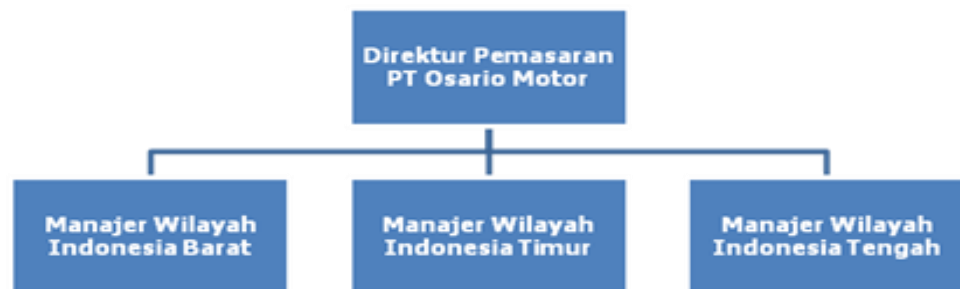 Direktur Pemasaran
PT Osario Motor
Manajer Wilayah
Indonesia Barat
Manajer Wilayah
Indonesia Timur
Manajer Wilayah
Indonesia Tengah